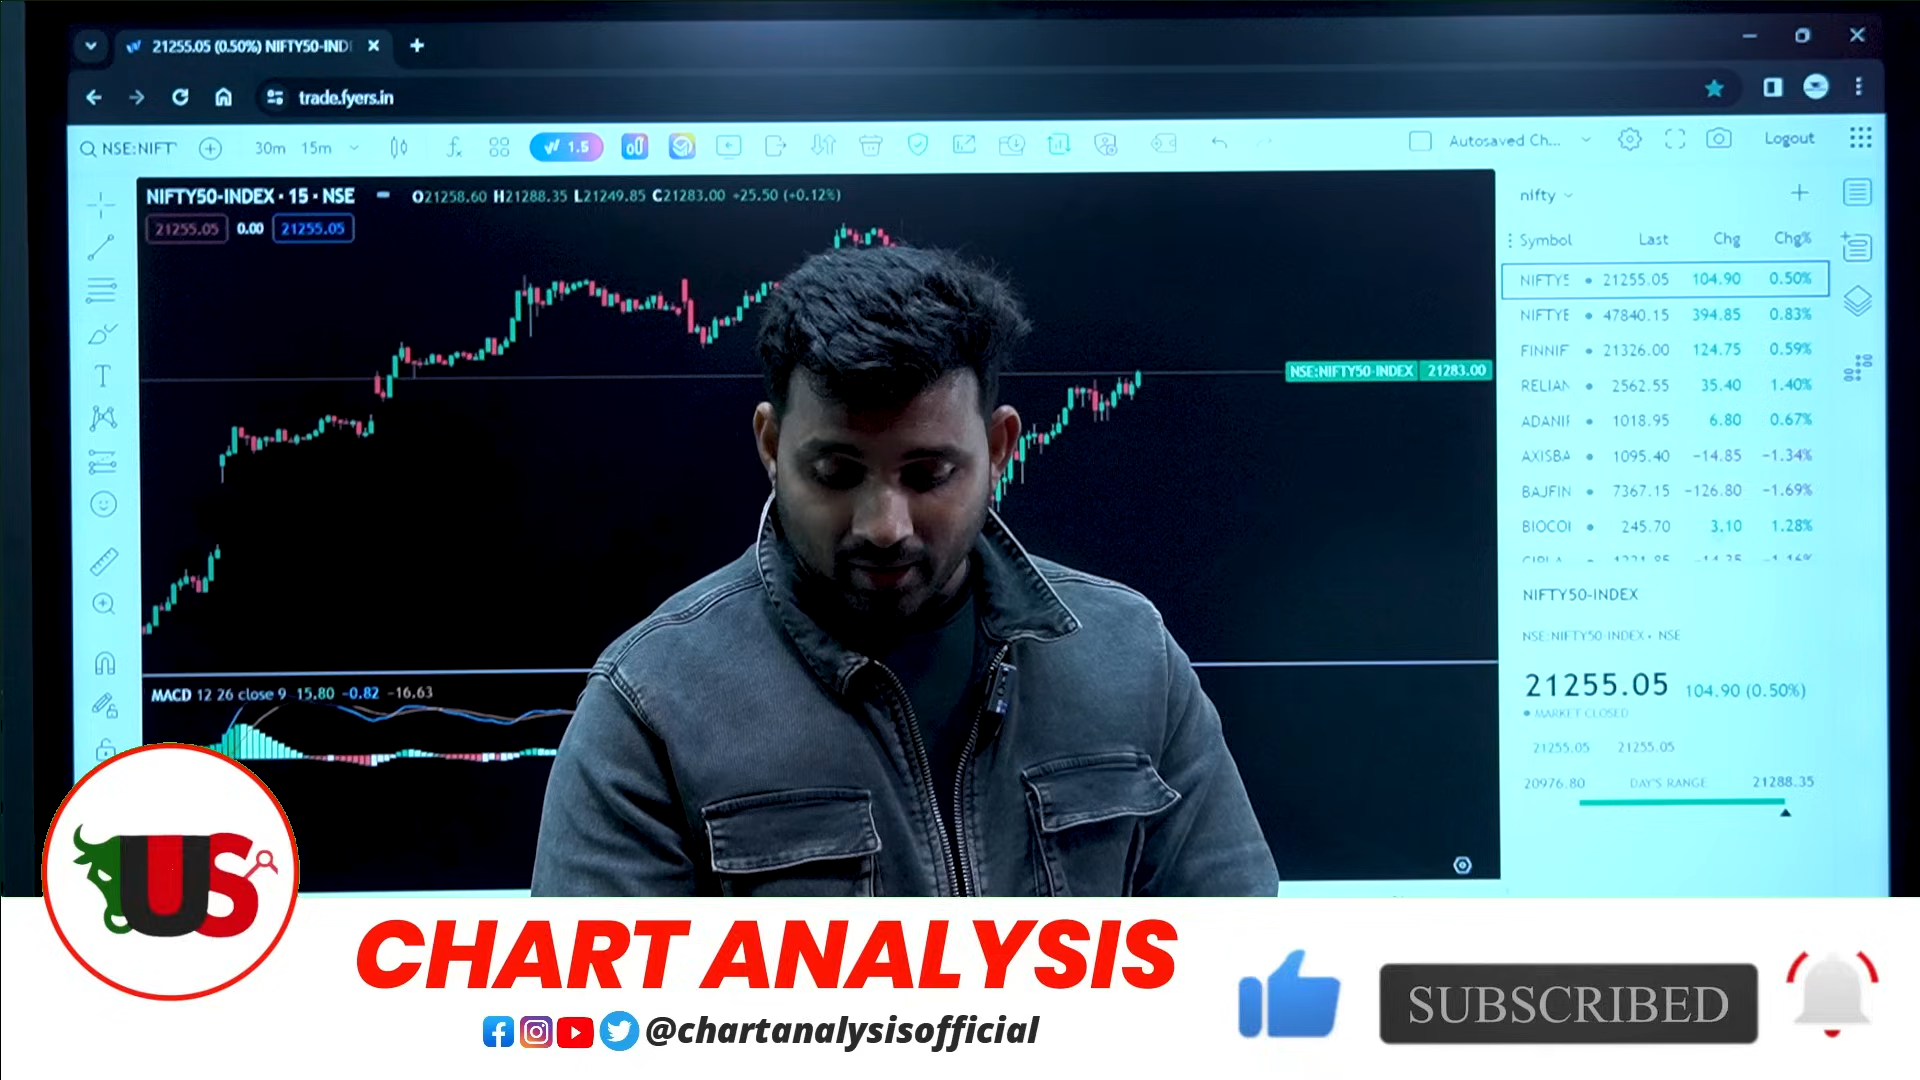 21255.05 (0.50%) NIFTY50-IND
trade.fyers.in
NSE:NIFT
30m 15m
1.5
Autosaved Ch...
Logout
NIFTY50-INDEX · 15 · NSE
O21258.60 H21288.35 L21249.85 C21283.00 +25.50 (+0.12%)
21255.05 0.00 21255.05
NSE:NIFTY50-INDEX 21283.00
MACD 12 26 close 9 15.80 -0.82 -16.63
nifty
Symbol Last Chg Chg%
NIFTY5 21255.05 104.90 0.50%
NIFTYB 47840.15 394.85 0.83%
FINNIF 21326.00 124.75 0.59%
RELIAN 2562.55 35.40 1.40%
ADANIF 1018.95 6.80 0.67%
AXISBA 1095.40 -14.85 -1.34%
BAJFIN 7367.15 -126.80 -1.69%
BIOCO 245.70 3.10 1.28%
NIFTY50-INDEX
NSE:NIFTY50-INDEX • NSE
21255.05 104.90 (0.50%)
MARKET CLOSED
21255.05 21255.05
20976.80 DAY'S RANGE 21288.35
US
CHART ANALYSIS
@chartanalysisofficial
SUBSCRIBED